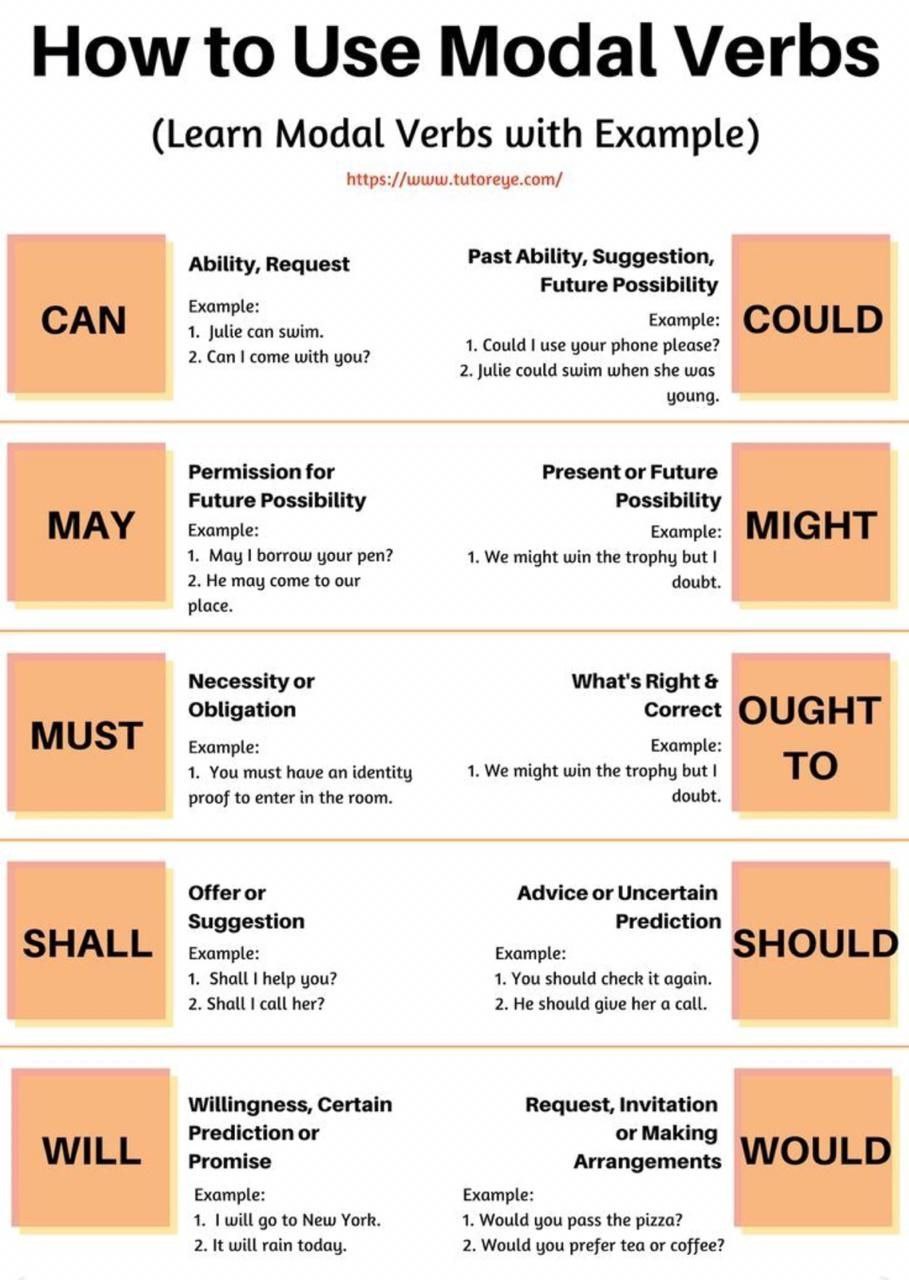 How to Use Modal Verbs
(Learn Modal Verbs with Example)
https://www.tutoreye.com/
CAN
Ability, Request
Example:
1. Julie can swim.
2. Can I come with you?
Past Ability, Suggestion,
Future Possibility
Example:
1. Could I use your phone please?
2. Julie could swim when she was
young.
COULD
MAY
Permission for
Future Possibility
Example:
1. May I borrow your pen?
2. He may come to our
place.
Present or Future
Possibility
Example:
1. We might win the trophy but I
doubt.
MIGHT
MUST
Necessity or
Obligation
Example:
1. You must have an identity
proof to enter in the room.
What's Right &
Correct
Example:
1. We might win the trophy but I
doubt.
OUGHT
TO
SHALL
Offer or
Suggestion
Example:
1. Shall I help you?
2. Shall I call her?
Advice or Uncertain
Prediction
Example:
1. You should check it again.
2. He should give her a call.
SHOULD
WILL
Willingness, Certain
Prediction or
Promise
Example:
1. I will go to New York.
2. It will rain today.
Request, Invitation
or Making
Arrangements
Example:
1. Would you pass the pizza?
2. Would you prefer tea or coffee?
WOULD